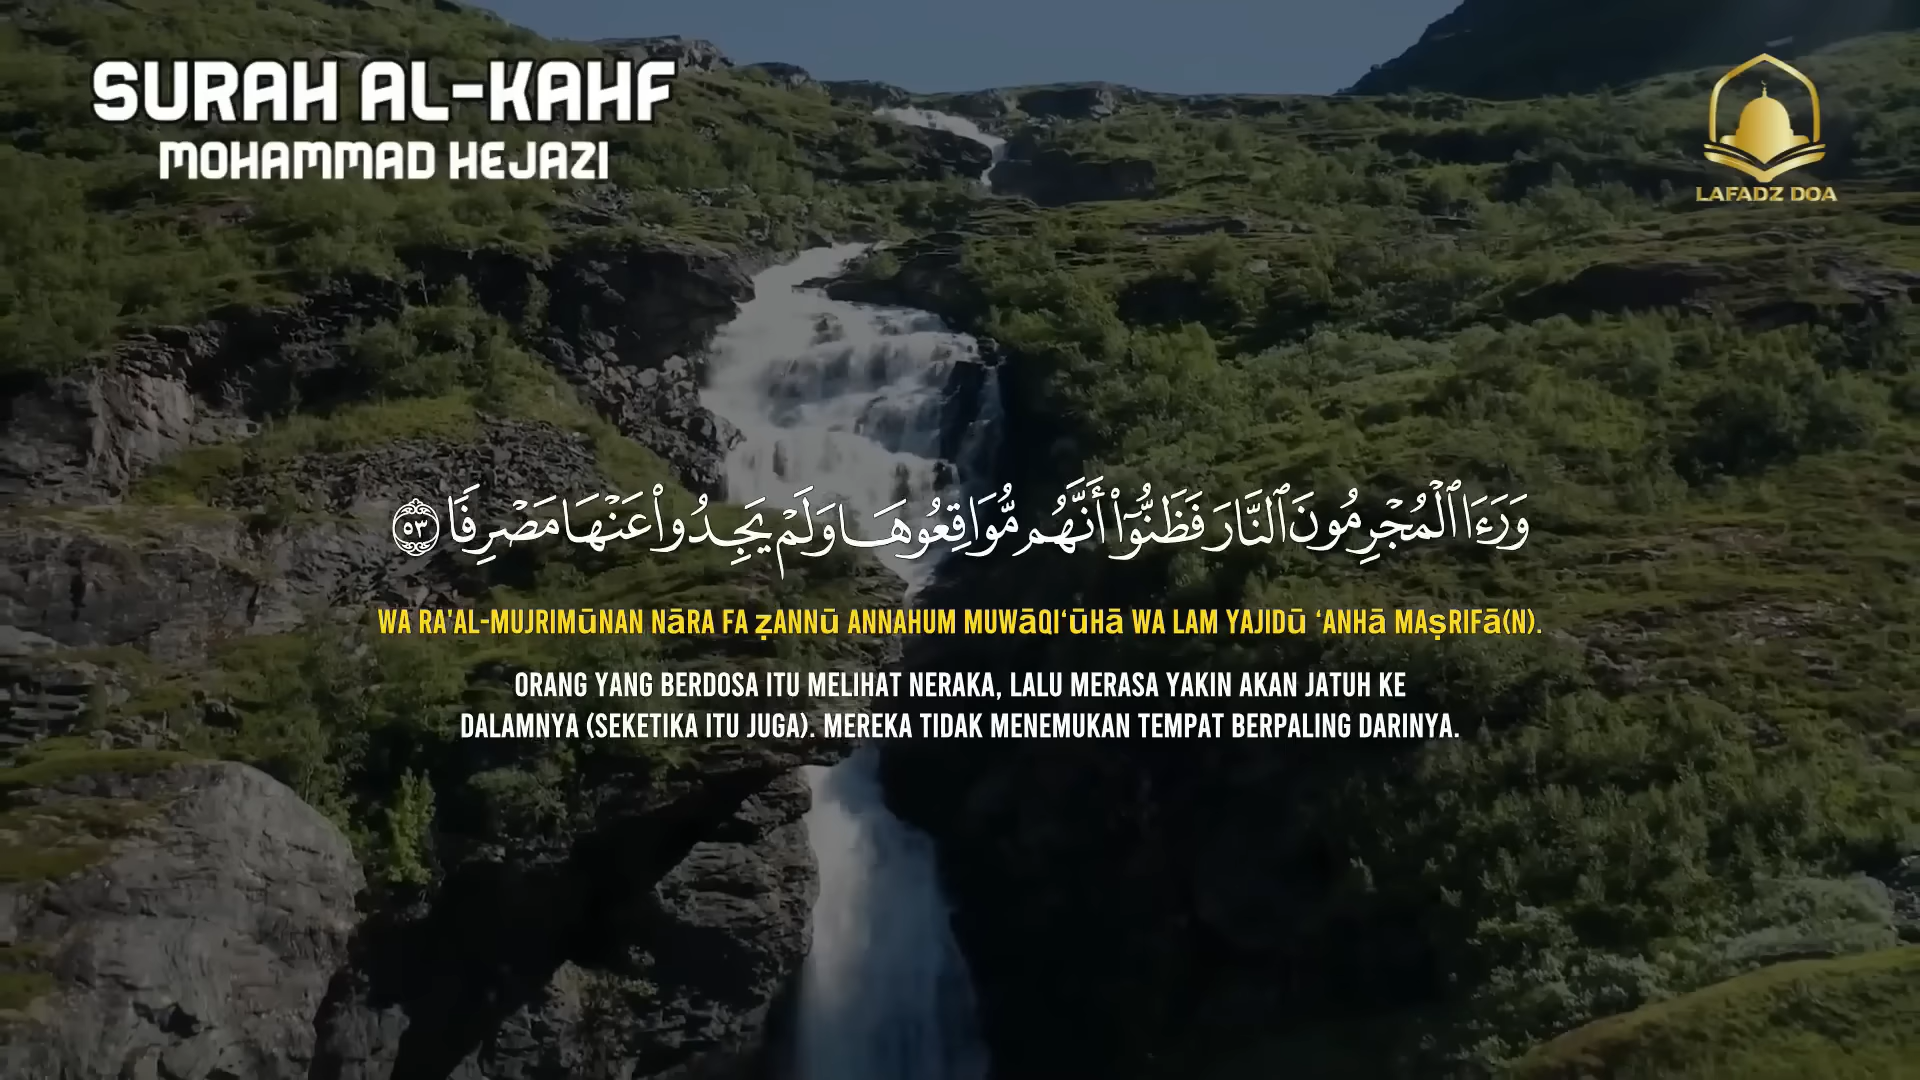 SURAH AL-KAHF
MOHAMMAD HEJAZI
LAFADZ DOA
وَرَءَا ٱلْمُجْرِمُونَ ٱلنَّارَ فَظَنُّوٓا۟ أَنَّهُم مُّوَاقِعُوهَا وَلَمْ يَجِدُوا۟ عَنْهَا مَصْرِفًا ٥٣
WA RA'AL-MUJRIMŪNAN NĀRA FA ẒANNŪ ANNAHUM MUWĀQI‘ŪHĀ WA LAM YAJIDŪ ‘ANHĀ MAṢRIFĀ(N).
ORANG YANG BERDOSA ITU MELIHAT NERAKA, LALU MERASA YAKIN AKAN JATUH KE
DALAMNYA (SEKETIKA ITU JUGA). MEREKA TIDAK MENEMUKAN TEMPAT BERPALING DARINYA.